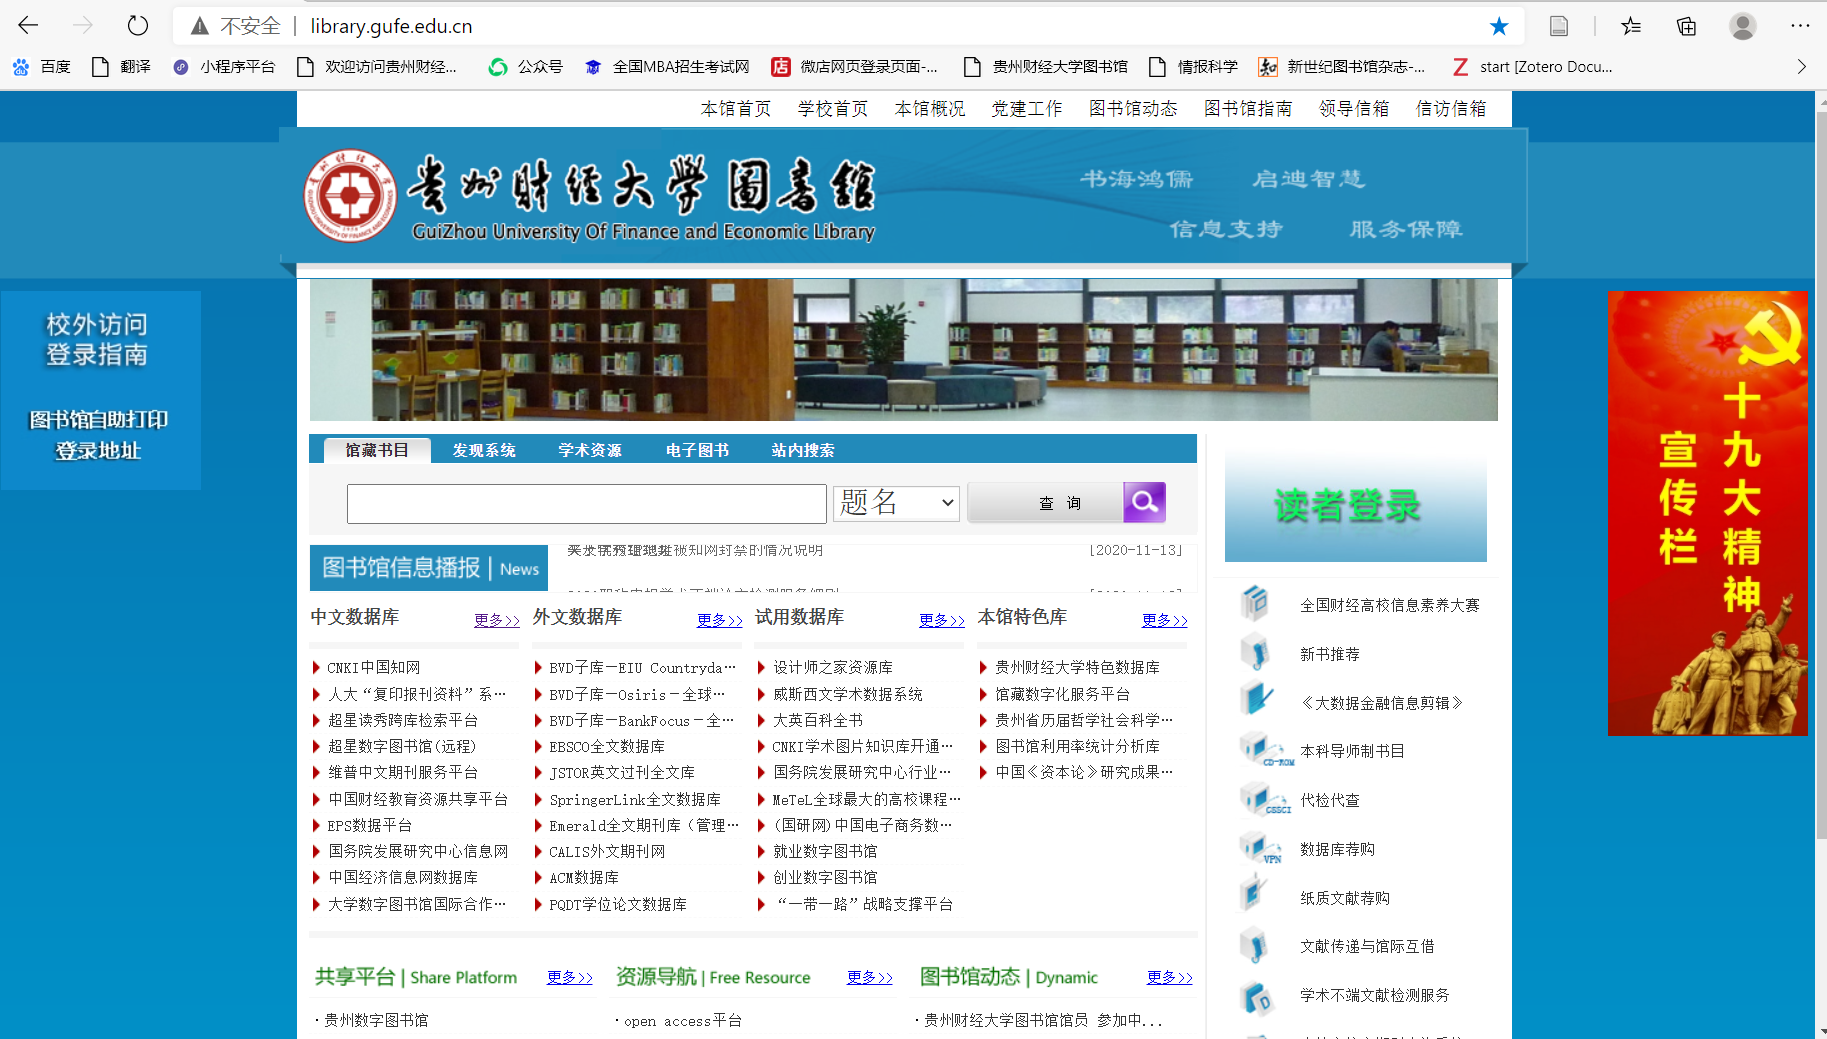 不安全 library.gufe.edu.cn
百度 翻译 小程序平台 欢迎访问贵州财经... 公众号 全国MBA招生考试网 微店网页登录页面-... 贵州财经大学图书馆 情报科学 新世纪图书馆杂志-... start [Zotero Docu...
本馆首页 学校首页 本馆概况 党建工作 图书馆动态 图书馆指南 领导信箱 信访信箱
贵州财经大学圖書館
GuiZhou University Of Finance and Economic Library
书海鸿儒 启迪智慧
信息支持 服务保障
校外访问
登录指南
图书馆自助打印
登录地址
十九大精神
宣传栏
馆藏书目 发现系统 学术资源 电子图书 站内搜索
题名 查 询
读者登录
图书馆信息播报 | News
被知网封禁的情况说明 [2020-11-13]
中文数据库 更多>>
CNKI中国知网
人大“复印报刊资料”系…
超星读秀跨库检索平台
超星数字图书馆(远程)
维普中文期刊服务平台
中国财经教育资源共享平台
EPS数据平台
国务院发展研究中心信息网
中国经济信息网数据库
大学数字图书馆国际合作…
外文数据库 更多>>
BVD子库—EIU Countryda…
BVD子库—Osiris－全球…
BVD子库—BankFocus－全…
EBSCO全文数据库
JSTOR英文过刊全文库
SpringerLink全文数据库
Emerald全文期刊库（管理…
CALIS外文期刊网
ACM数据库
PQDT学位论文数据库
试用数据库 更多>>
设计师之家资源库
威斯西文学术数据系统
大英百科全书
CNKI学术图片知识库开通…
国务院发展研究中心行业…
MeTeL全球最大的高校课程…
(国研网)中国电子商务数…
就业数字图书馆
创业数字图书馆
“一带一路”战略支撑平台
本馆特色库 更多>>
贵州财经大学特色数据库
馆藏数字化服务平台
贵州省历届哲学社会科学…
图书馆利用率统计分析库
中国《资本论》研究成果…
全国财经高校信息素养大赛
新书推荐
《大数据金融信息剪辑》
CD-ROM 本科导师制书目
CSSCI 代检代查
VPN 数据库荐购
纸质文献荐购
文献传递与馆际互借
学术不端文献检测服务
共享平台 | Share Platform 更多>>
·贵州数字图书馆
资源导航 | Free Resource 更多>>
·open access平台
图书馆动态 | Dynamic 更多>>
·贵州财经大学图书馆馆员 参加中...